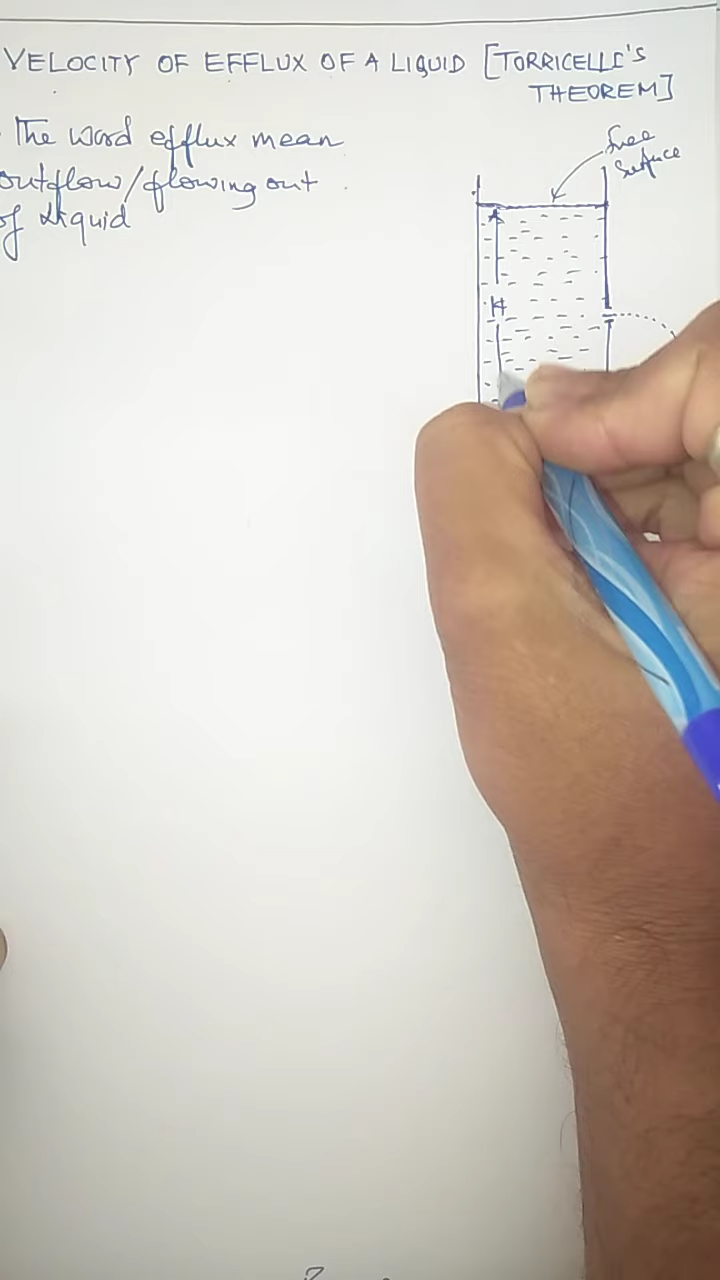 VELOCITY OF EFFLUX OF A LIQUID [TORRICELLI'S
THEOREM]
The word efflux mean
outflow/flowing out
of liquid
free
surface
H